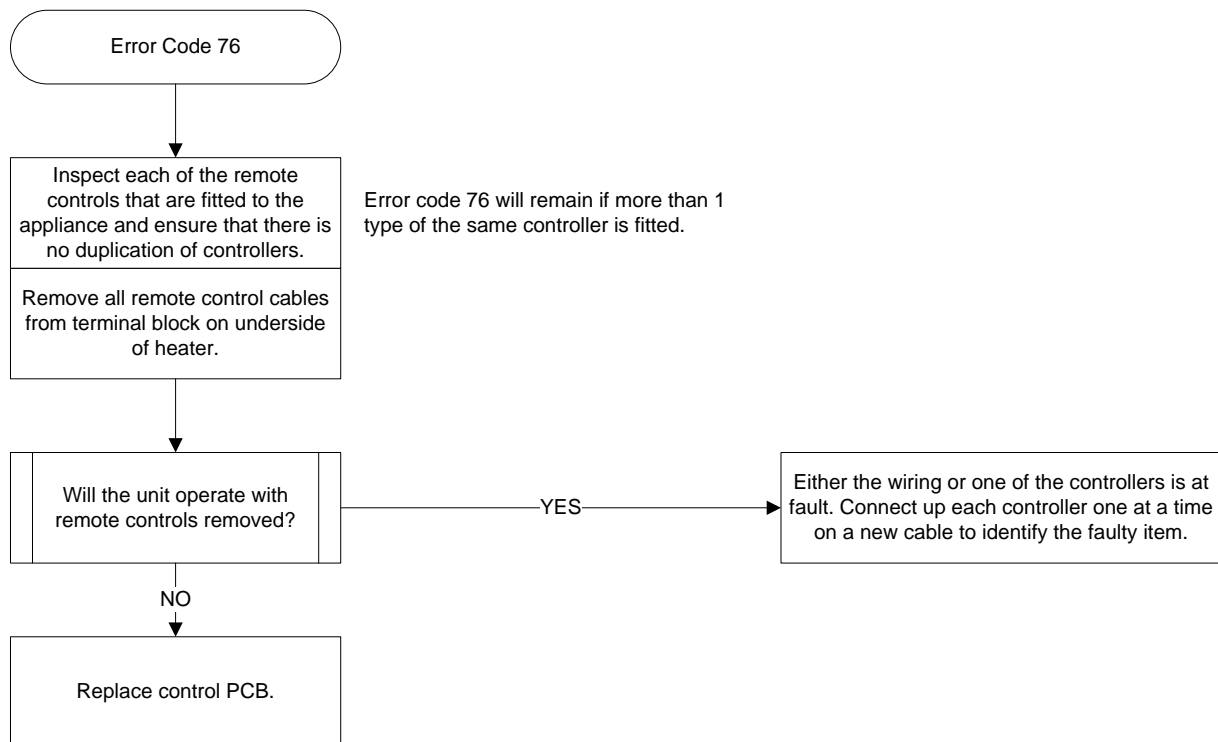 Error Code 76
Inspect each of the remote
controls that are fitted to the
appliance and ensure that there is
no duplication of controllers.
Error code 76 will remain if more than 1
type of the same controller is fitted.
Remove all remote control cables
from terminal block on underside
of heater.
Will the unit operate with
remote controls removed?
YES
Either the wiring or one of the controllers is at
fault. Connect up each controller one at a time
on a new cable to identify the faulty item.
NO
Replace control PCB.